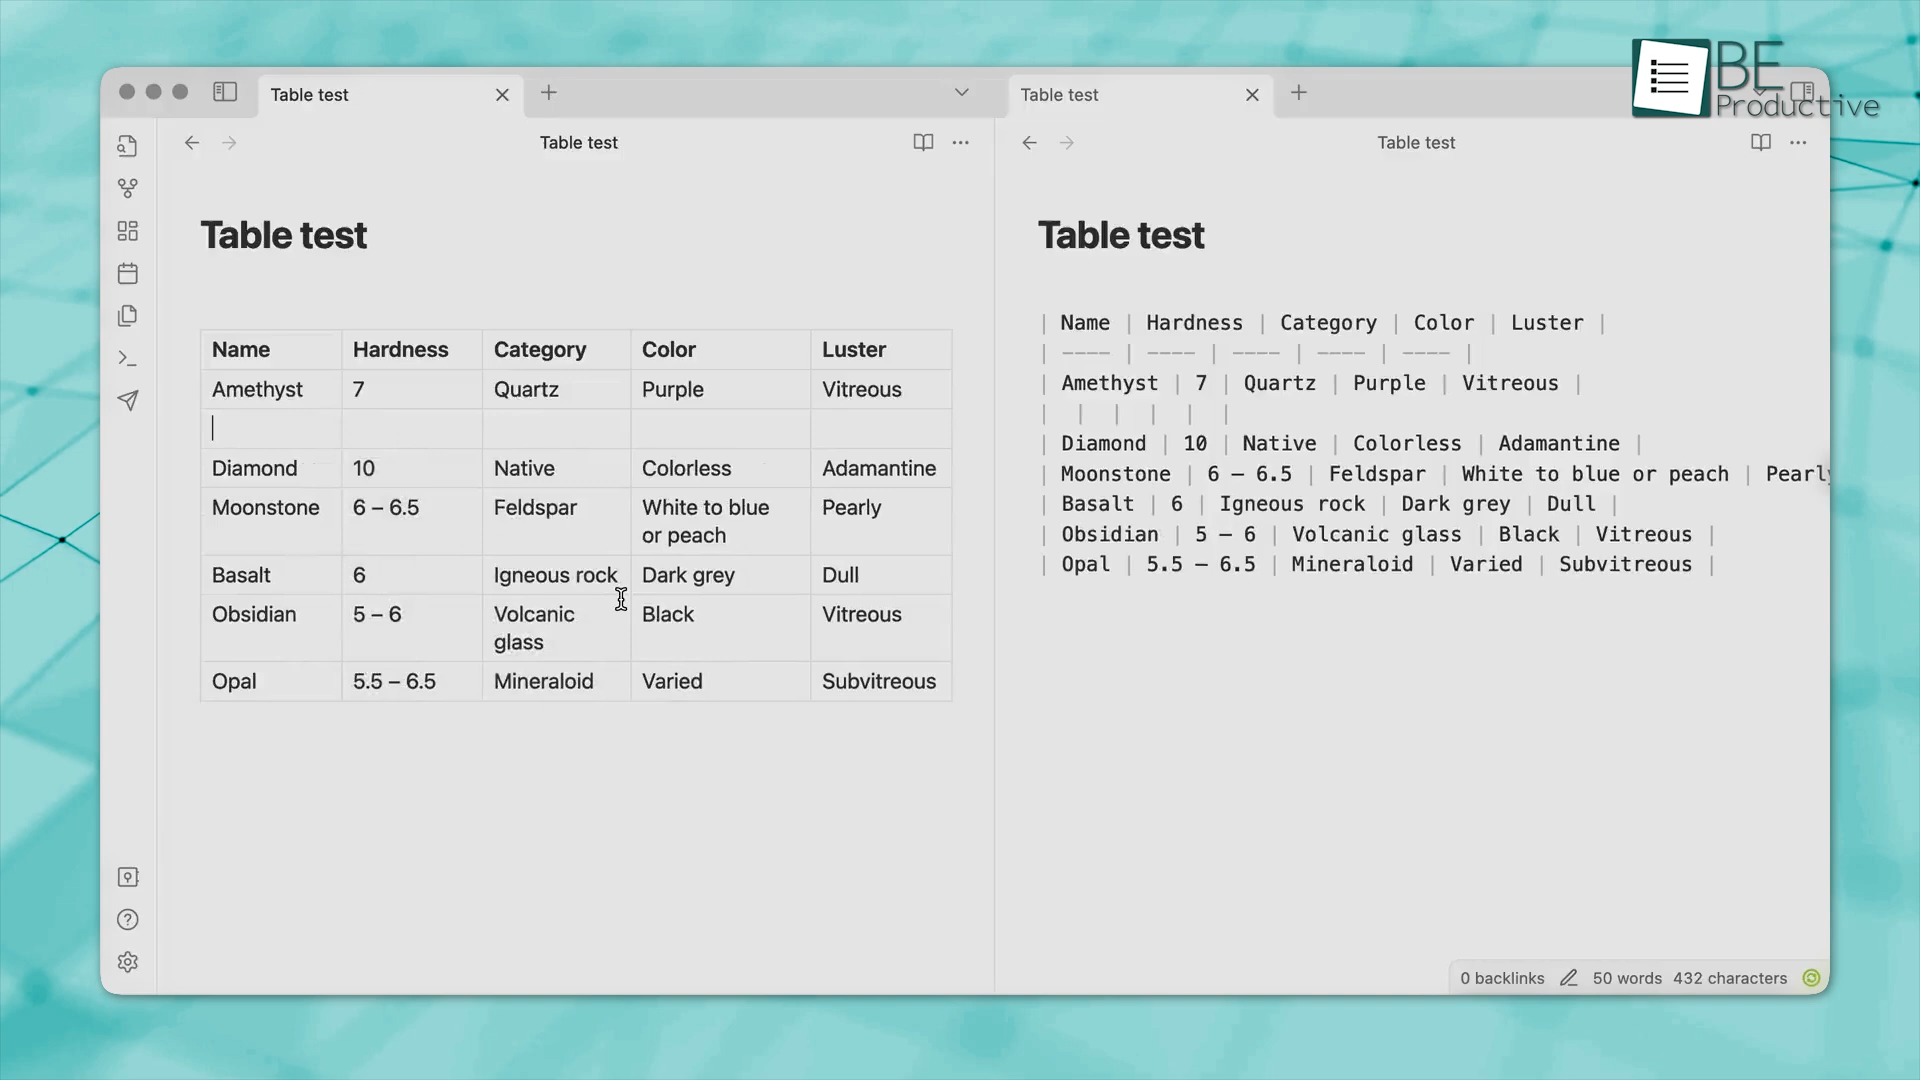 BE
Productive
Table test
Table test
Table test
Table test
Table test
Name Hardness Category Color Luster
Amethyst 7 Quartz Purple Vitreous
Diamond 10 Native Colorless Adamantine
Moonstone 6 – 6.5 Feldspar White to blue or peach Pearly
Basalt 6 Igneous rock Dark grey Dull
Obsidian 5 – 6 Volcanic glass Black Vitreous
Opal 5.5 – 6.5 Mineraloid Varied Subvitreous
Table test
| Name | Hardness | Category | Color | Luster |
| ---- | ---- | ---- | ---- | ---- |
| Amethyst | 7 | Quartz | Purple | Vitreous |
| | | | | |
| Diamond | 10 | Native | Colorless | Adamantine |
| Moonstone | 6 – 6.5 | Feldspar | White to blue or peach | Pearly
| Basalt | 6 | Igneous rock | Dark grey | Dull |
| Obsidian | 5 – 6 | Volcanic glass | Black | Vitreous |
| Opal | 5.5 – 6.5 | Mineraloid | Varied | Subvitreous |
0 backlinks 50 words 432 characters